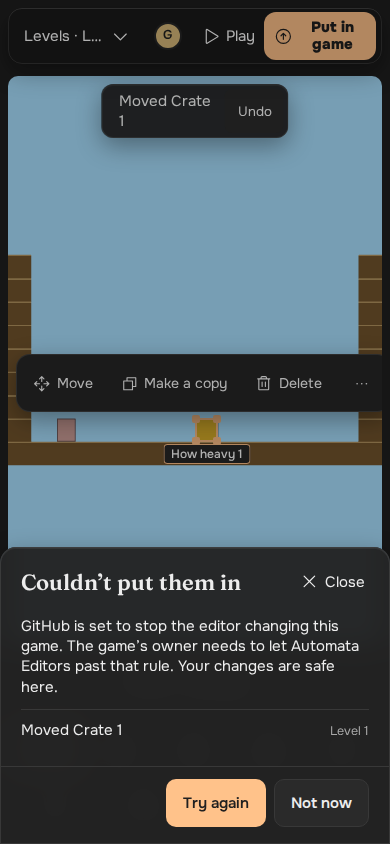 Levels · L...
G
Play
Put in
game
Moved Crate
1
Undo
Move
Make a copy
Delete
...
How heavy 1
Couldn’t put them in
Close
GitHub is set to stop the editor changing this
game. The game’s owner needs to let Automata
Editors past that rule. Your changes are safe
here.
Moved Crate 1
Level 1
Try again
Not now